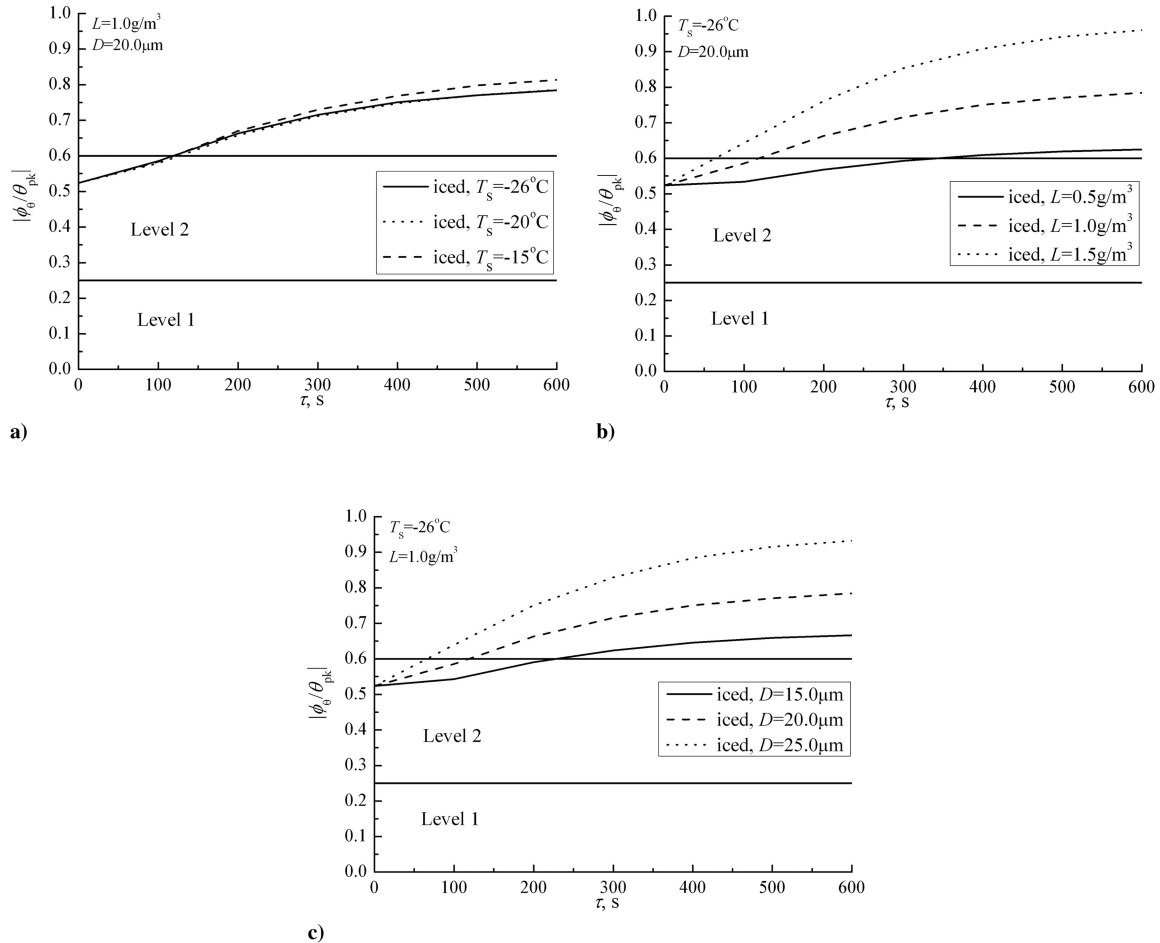 L=1.0g/m³
D=20.0μm
1.0
0.9
0.8
0.7
0.6
0.5
0.4
0.3
0.2
0.1
0.0
|ϕθ/θpk|
iced, TS=-26°C
iced, TS=-20°C
iced, TS=-15°C
Level 2
Level 1
0 100 200 300 400 500 600
τ, s
a)
TS=-26°C
D=20.0μm
1.0
0.9
0.8
0.7
0.6
0.5
0.4
0.3
0.2
0.1
0.0
|ϕθ/θpk|
iced, L=0.5g/m³
iced, L=1.0g/m³
iced, L=1.5g/m³
Level 2
Level 1
0 100 200 300 400 500 600
τ, s
b)
TS=-26°C
L=1.0g/m³
1.0
0.9
0.8
0.7
0.6
0.5
0.4
0.3
0.2
0.1
0.0
|ϕθ/θpk|
iced, D=15.0μm
iced, D=20.0μm
iced, D=25.0μm
Level 2
Level 1
0 100 200 300 400 500 600
τ, s
c)